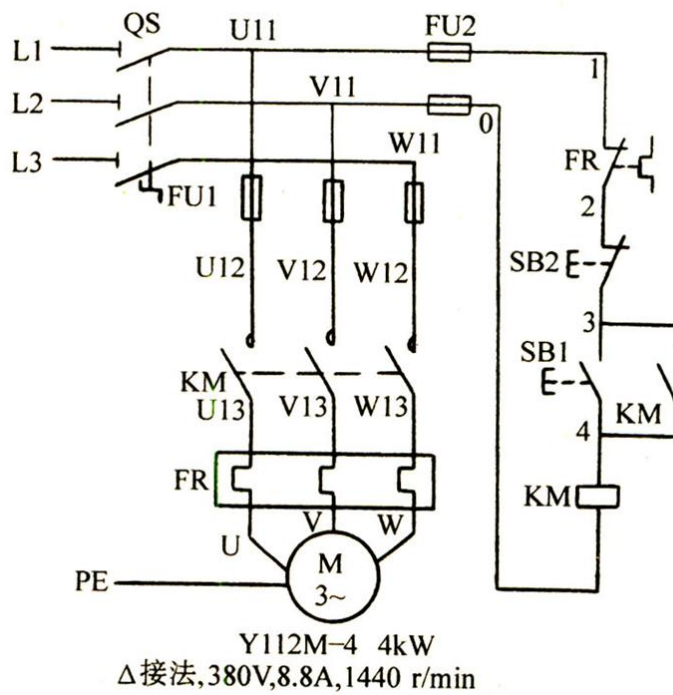 QS
U11
FU2
L1
1
V11
L2
0
W11
L3
FU1
FR
2
U12
V12
W12
SB2
3
SB1
KM
U13
V13
W13
KM
4
FR
KM
U
V
W
M
3~
PE
Y112M-4 4kW
Δ接法,380V,8.8A,1440 r/min